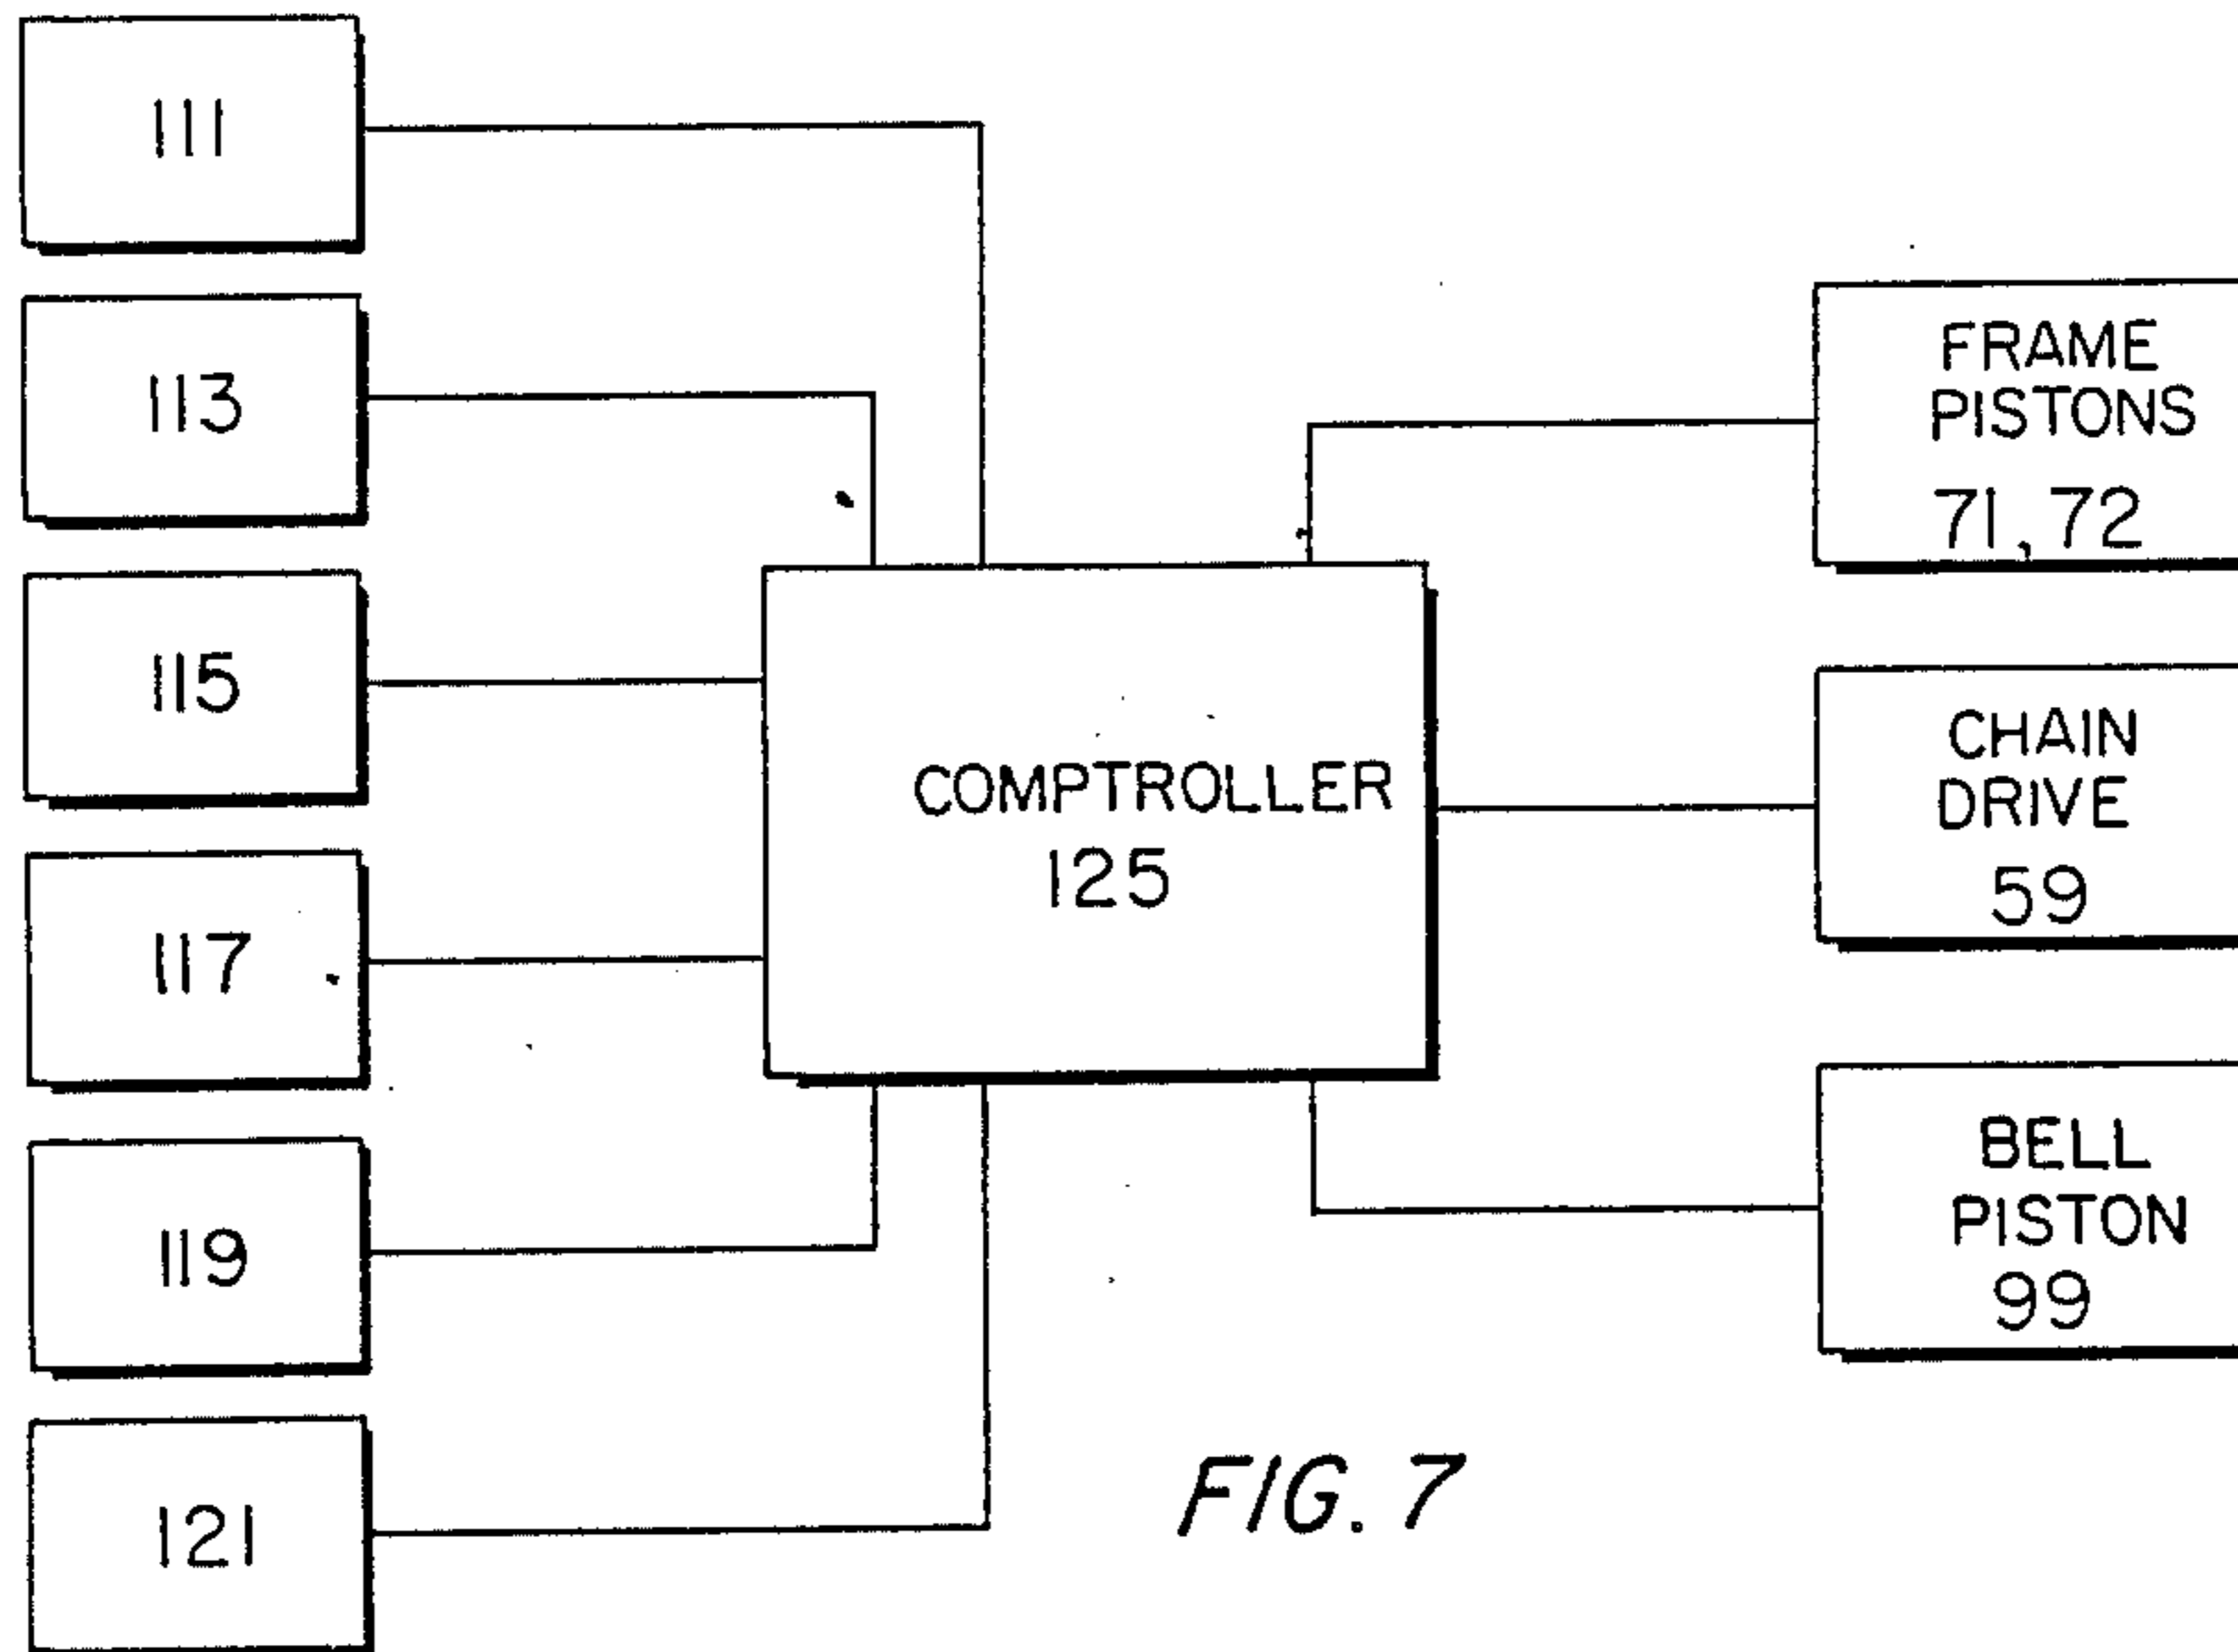 111
113
115
117
119
121
COMPTROLLER
125
FRAME
PISTONS
71, 72
CHAIN
DRIVE
59
BELL
PISTON
99
FIG. 7